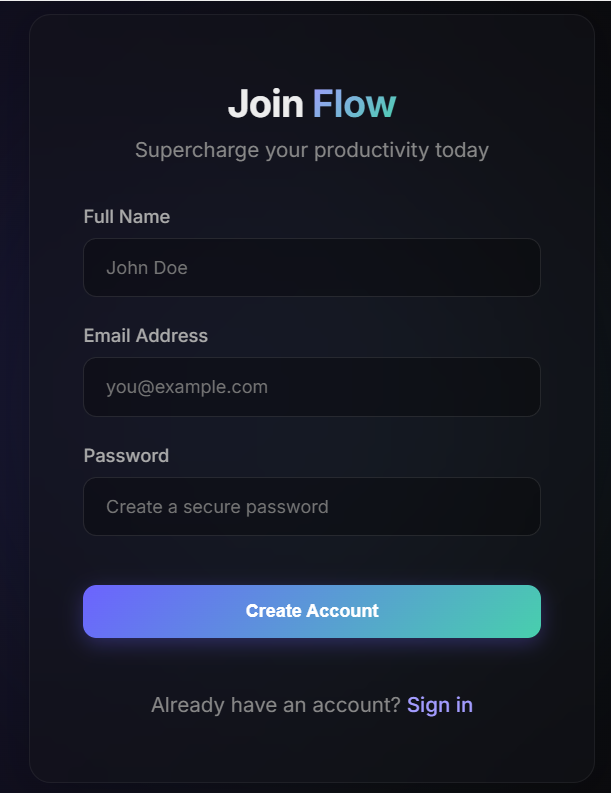 Join Flow
Supercharge your productivity today
Full Name
John Doe
Email Address
you@example.com
Password
Create a secure password
Create Account
Already have an account? Sign in